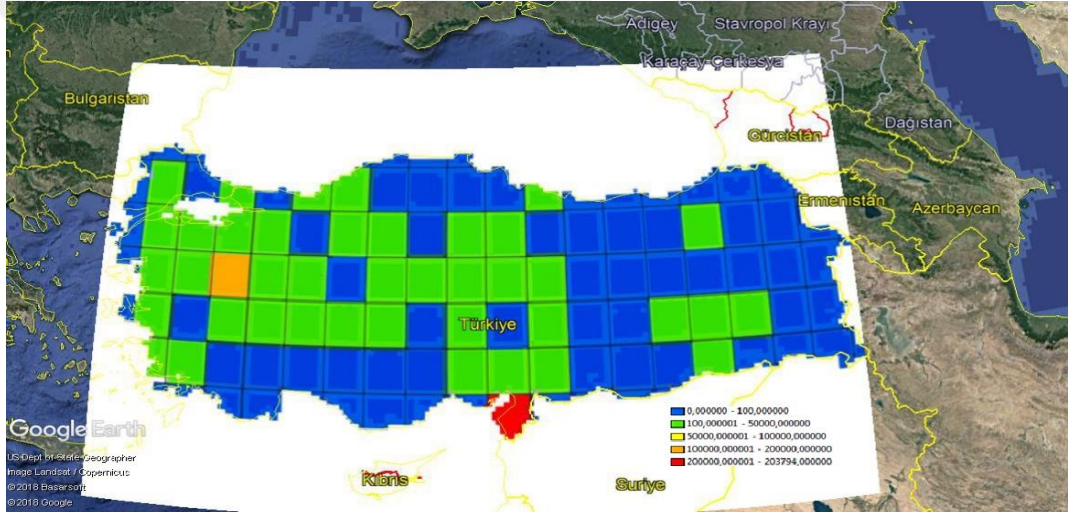 Adigey
Stavropol Krayı
Karaçay-Çerkesya
Bulgaristan
Dağıstan
Gürcistan
Ermenistan
Azerbaycan
Türkiye
0,000000 - 100,000000
100,000001 - 50000,000000
50000,000001 - 100000,000000
100000,000001 - 200000,000000
200000,000001 - 203794,000000
Google Earth
US Dept of State Geographer
Image Landsat / Copernicus
© 2018 Basarsoft
© 2018 Google
Kıbrıs
Suriye